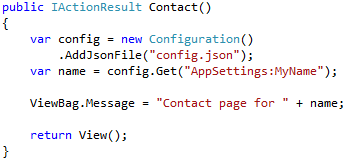 public IActionResult Contact()
{
    var config = new Configuration()
        .AddJsonFile("config.json");
    var name = config.Get("AppSettings:MyName");

    ViewBag.Message = "Contact page for " + name;

    return View();
}